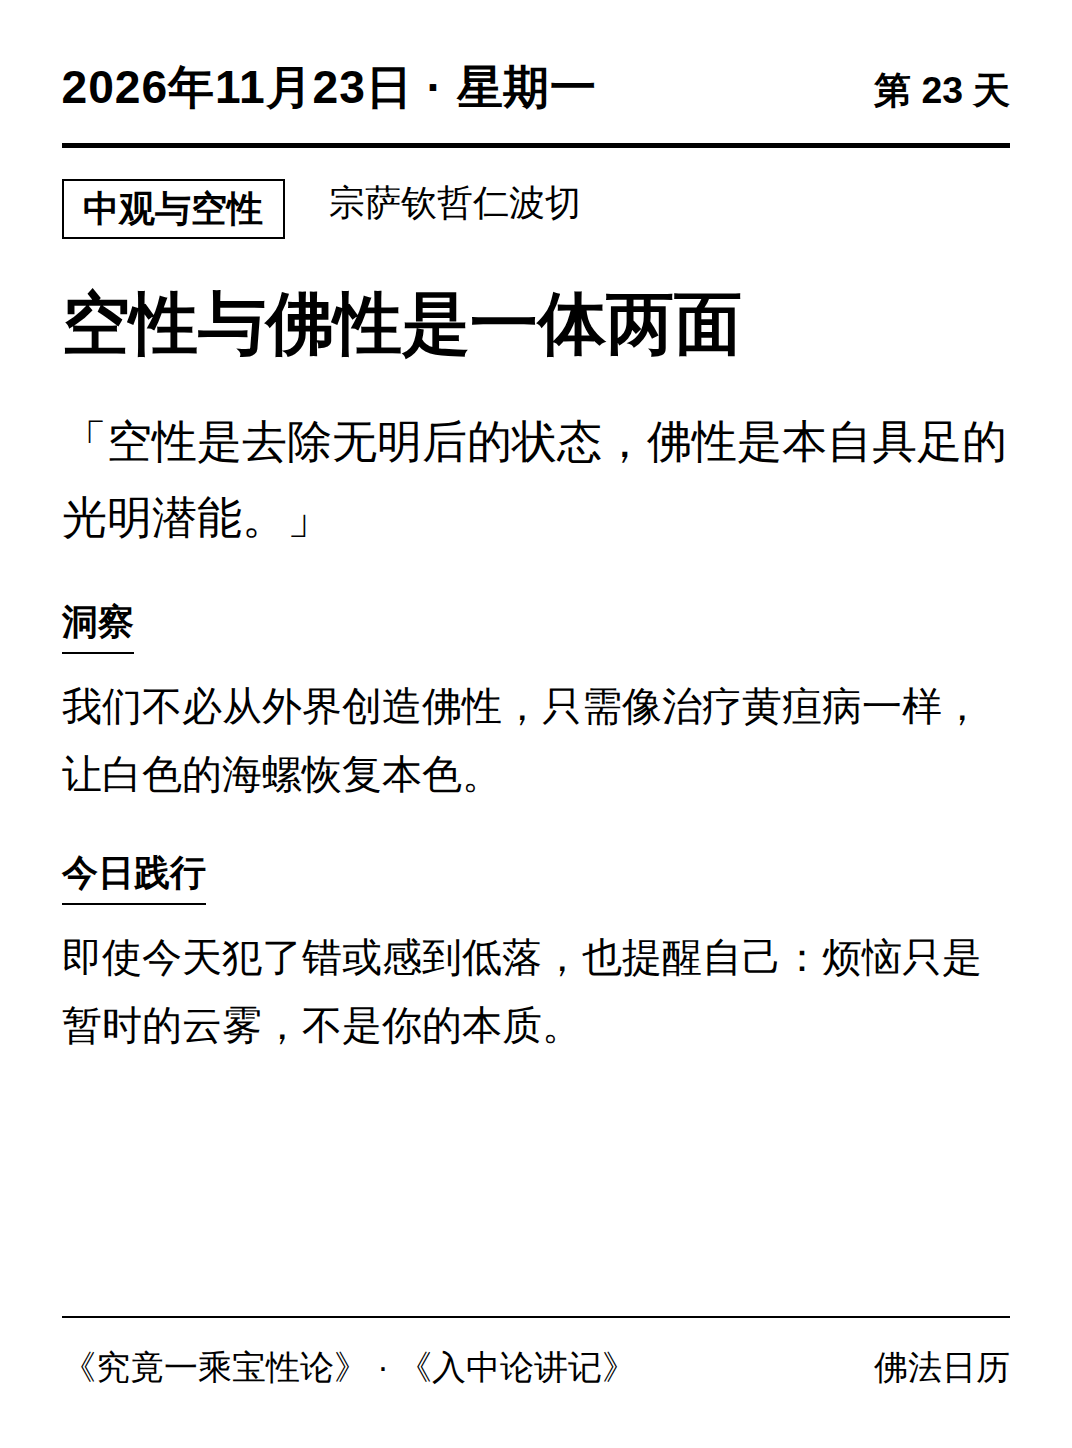 2026年11月23日 · 星期一
第 23 天
中观与空性
宗萨钦哲仁波切
空性与佛性是一体两面
「空性是去除无明后的状态，佛性是本自具足的
光明潜能。」
洞察
我们不必从外界创造佛性，只需像治疗黄疸病一样，
让白色的海螺恢复本色。
今日践行
即使今天犯了错或感到低落，也提醒自己：烦恼只是
暂时的云雾，不是你的本质。
《究竟一乘宝性论》 · 《入中论讲记》
佛法日历